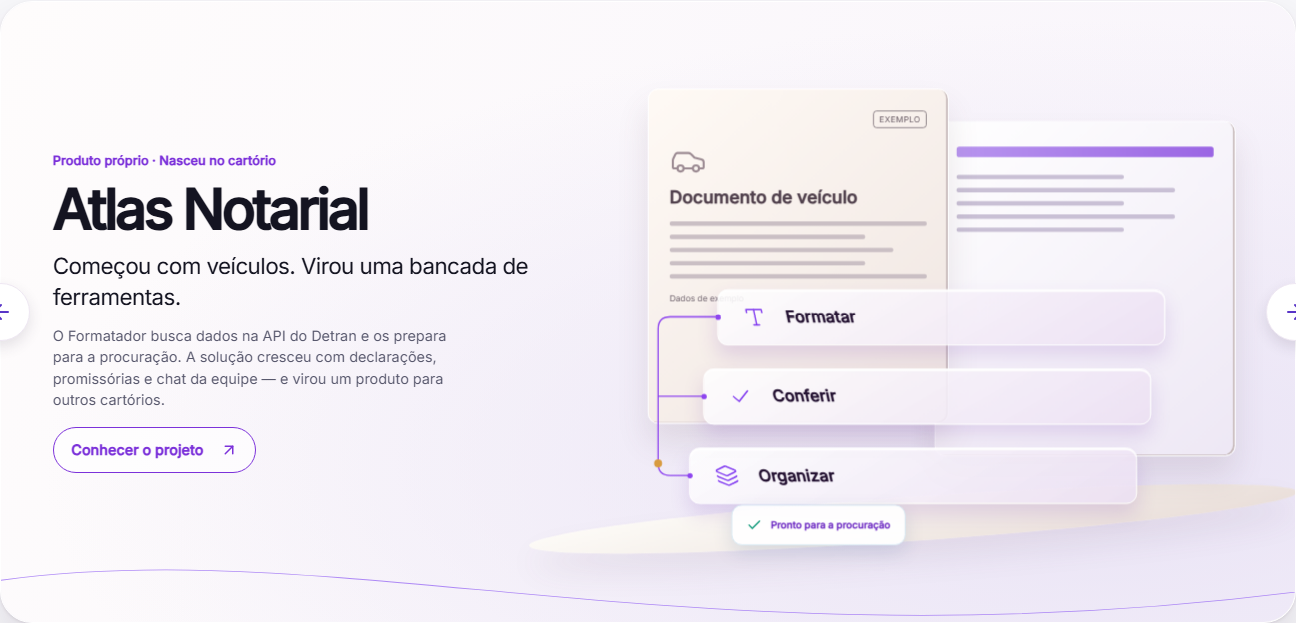 Produto próprio · Nasceu no cartório
Atlas Notarial
Começou com veículos. Virou uma bancada de
ferramentas.
O Formatador busca dados na API do Detran e os prepara
para a procuração. A solução cresceu com declarações,
promissórias e chat da equipe — e virou um produto para
outros cartórios.
Conhecer o projeto
EXEMPLO
Documento de veículo
Dados de
Formatar
Conferir
Organizar
Pronto para a procuração